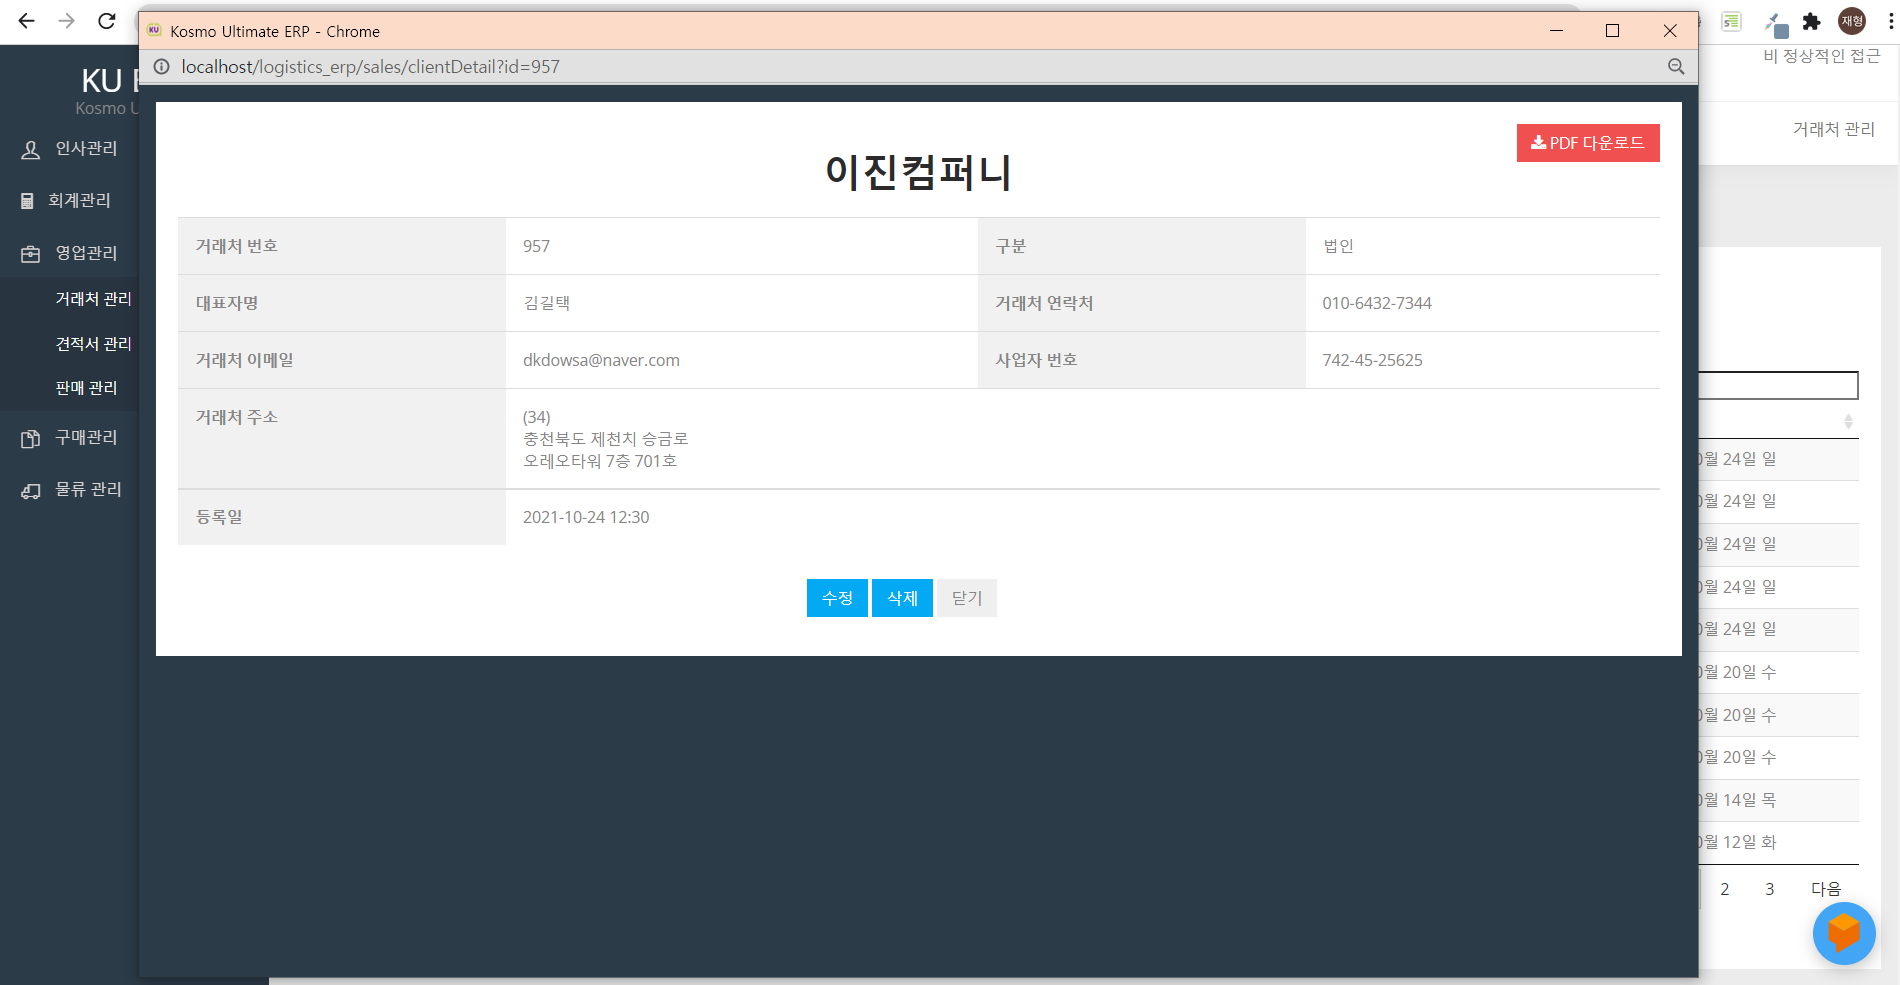 Kosmo Ultimate ERP - Chrome
localhost/logistics_erp/sales/clientDetail?id=957
재형
비 정상적인 접근
거래처 관리
KU
Kosmo U
인사관리
회계관리
영업관리
거래처 관리
견적서 관리
판매 관리
구매관리
물류 관리
PDF 다운로드
이진컴퍼니
거래처 번호 957 구분 법인
대표자명 김길택 거래처 연락처 010-6432-7344
거래처 이메일 dkdowsa@naver.com 사업자 번호 742-45-25625
거래처 주소 (34)
충천북도 제천치 승금로
오레오타워 7층 701호
등록일 2021-10-24 12:30
수정 삭제 닫기
0월 24일 일
0월 24일 일
0월 24일 일
0월 24일 일
0월 24일 일
0월 20일 수
0월 20일 수
0월 20일 수
0월 14일 목
0월 12일 화
2 3 다음